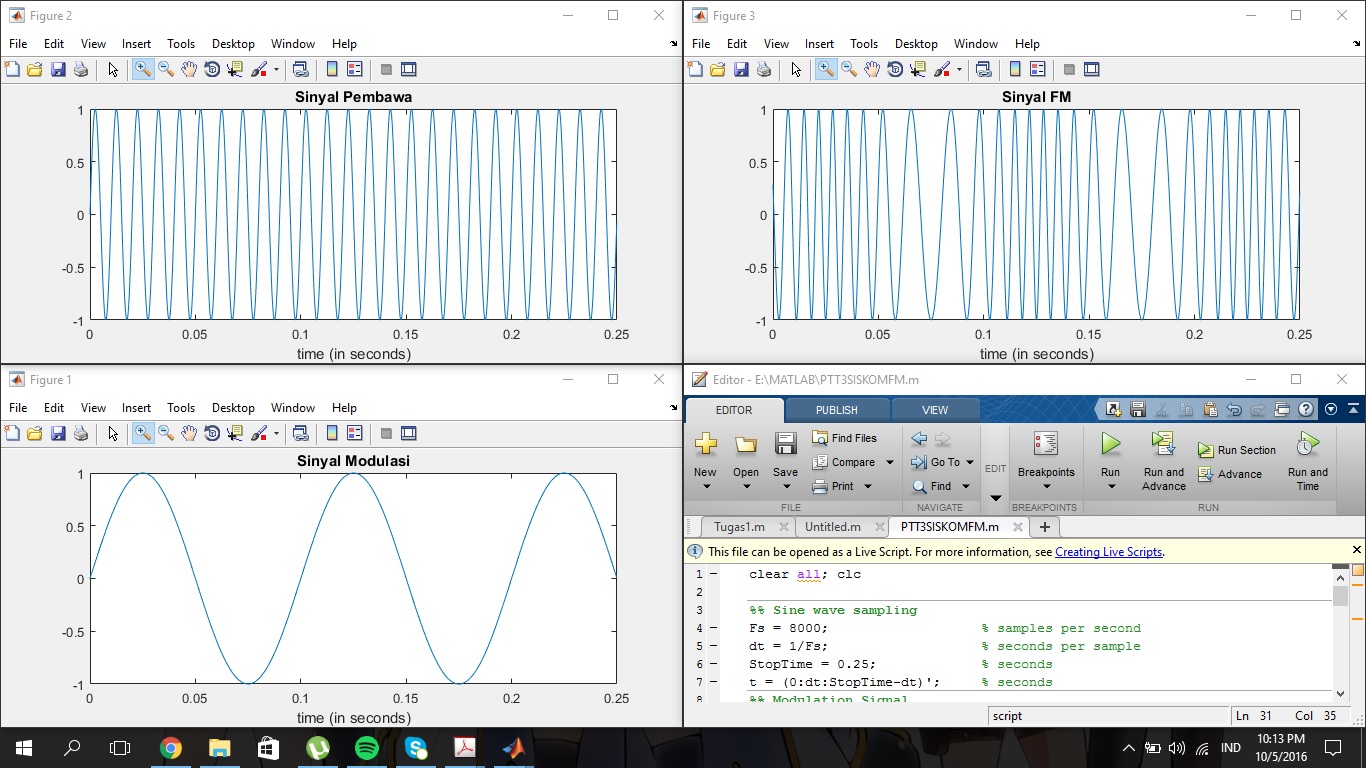 Figure 2
File Edit View Insert Tools Desktop Window Help
Sinyal Pembawa
1
0.5
0
-0.5
-1
0 0.05 0.1 0.15 0.2 0.25
time (in seconds)
Figure 3
File Edit View Insert Tools Desktop Window Help
Sinyal FM
1
0.5
0
-0.5
-1
0 0.05 0.1 0.15 0.2 0.25
time (in seconds)
Figure 1
File Edit View Insert Tools Desktop Window Help
Sinyal Modulasi
1
0.5
0
-0.5
-1
0 0.05 0.1 0.15 0.2 0.25
time (in seconds)
Editor - E:\MATLAB\PTT3SISKOMFM.m
EDITOR PUBLISH VIEW
New Open Save
Find Files
Compare
Print
FILE
Go To
Find
NAVIGATE
EDIT
Breakpoints
BREAKPOINTS
Run
Run and Advance
Run Section
Advance
Run and Time
RUN
Tugas1.m Untitled.m PTT3SISKOMFM.m
This file can be opened as a Live Script. For more information, see Creating Live Scripts.
1 clear all; clc
2
3 %% Sine wave sampling
4 Fs = 8000; % samples per second
5 dt = 1/Fs; % seconds per sample
6 StopTime = 0.25; % seconds
7 t = (0:dt:StopTime-dt)'; % seconds
8 %% Modulation Signal
script Ln 31 Col 35
IND
10:13 PM
10/5/2016